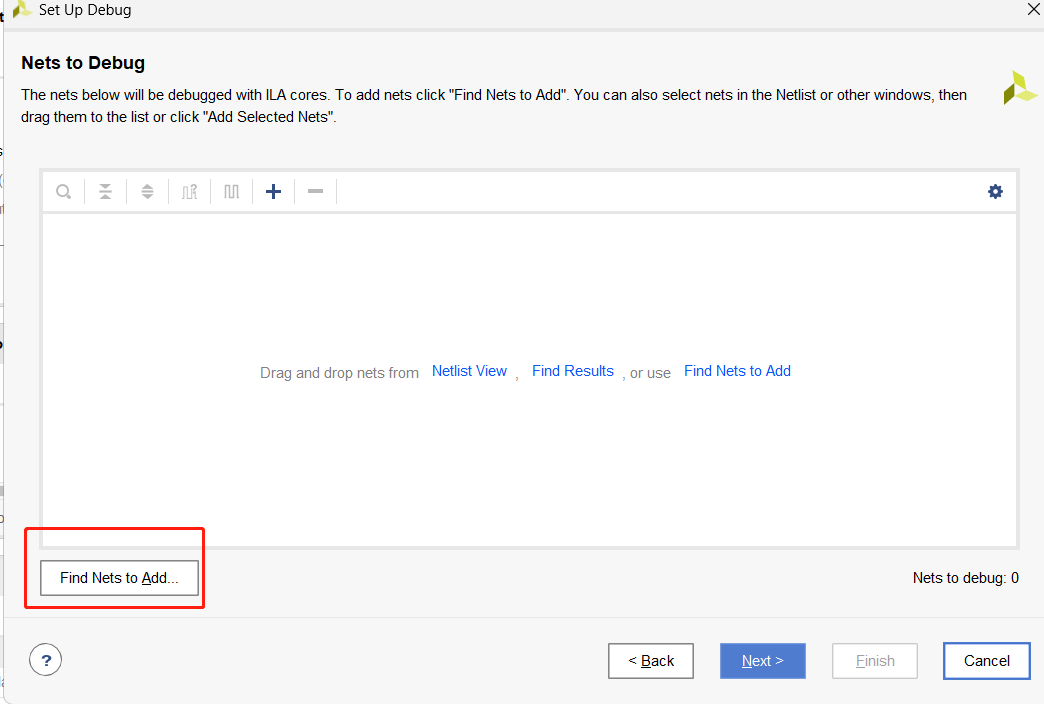 Set Up Debug
Nets to Debug
The nets below will be debugged with ILA cores. To add nets click "Find Nets to Add". You can also select nets in the Netlist or other windows, then
drag them to the list or click "Add Selected Nets".
Drag and drop nets from Netlist View , Find Results , or use Find Nets to Add
Find Nets to Add...
Nets to debug: 0
?
< Back
Next >
Finish
Cancel